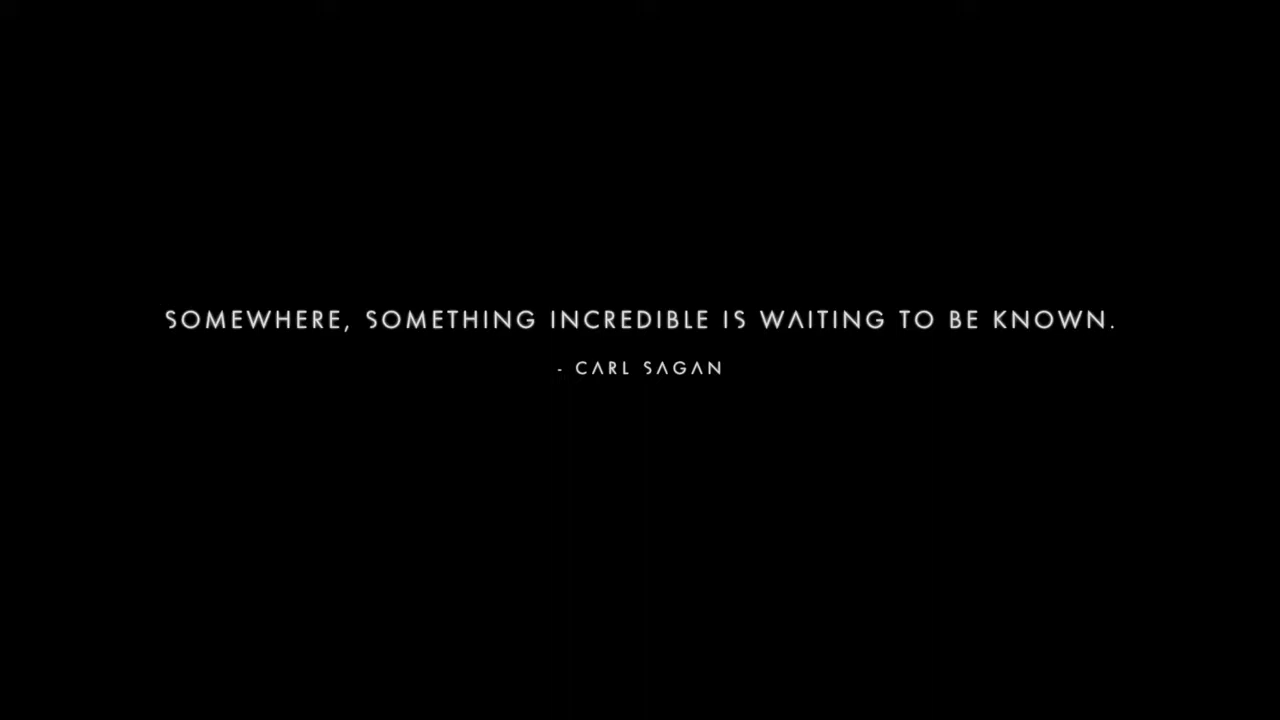 SOMEWHERE, SOMETHING INCREDIBLE IS WAITING TO BE KNOWN.
- CARL SAGAN